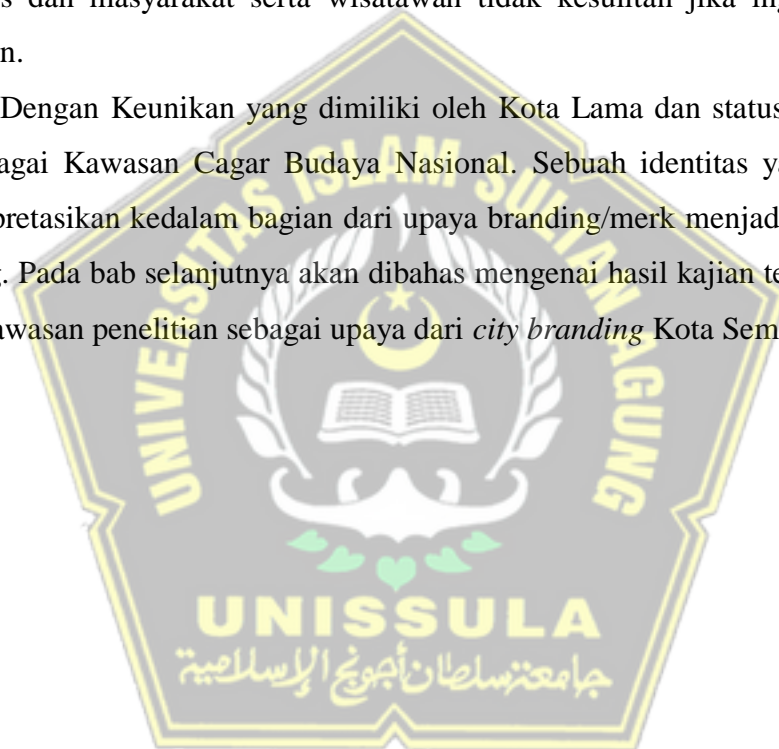 s dan masyarakat serta wisatawan tidak kesulitan jika
n.
Dengan Keunikan yang dimiliki oleh Kota Lama dan status
agai Kawasan Cagar Budaya Nasional. Sebuah identitas
pretasikan kedalam bagian dari upaya branding/merk menjad
. Pada bab selanjutnya akan dibahas mengenai hasil kajian te
awasan penelitian sebagai upaya dari city branding Kota Sem
UNIVERSITAS ISLAM SULTAN AGUNG
UNISSULA
جامعة سلطان أجونج الإسلامية